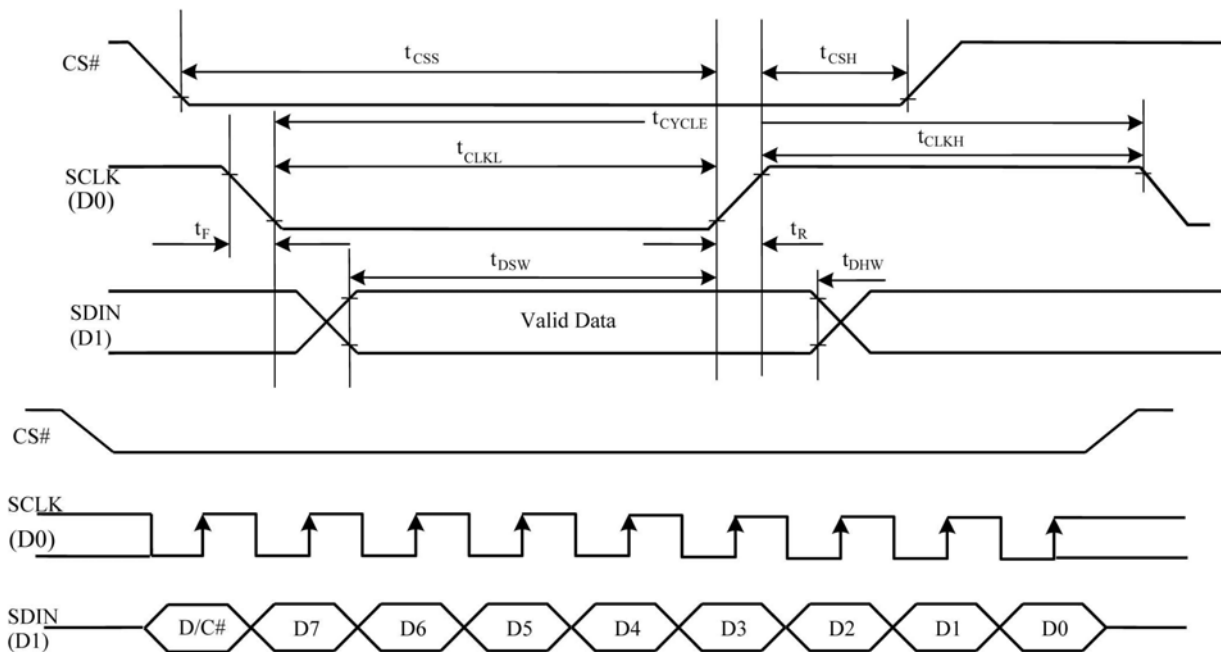 CS#
tCSS
tCSH
tCYCLE
SCLK
(D0)
tCLKL
tCLKH
tF
tR
tDSW
tDHW
SDIN
(D1)
Valid Data
CS#
SCLK
(D0)
SDIN
(D1)
D/C# D7 D6 D5 D4 D3 D2 D1 D0